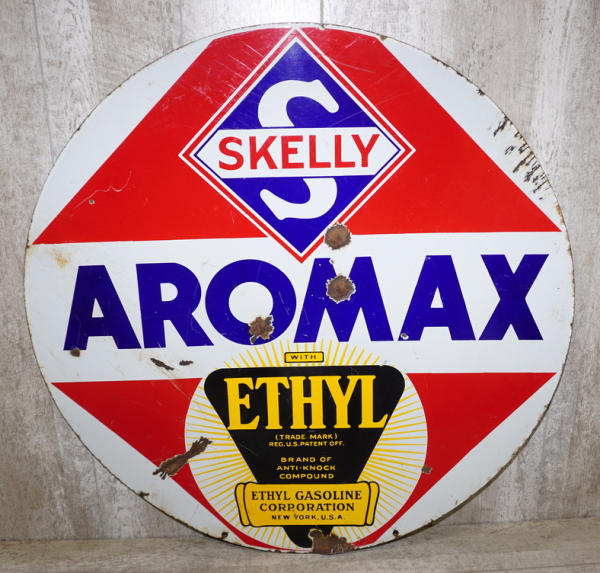 S
SKELLY
AROMAX
WITH
ETHYL
(TRADE MARK)
REG. U.S. PATENT OFF.
BRAND OF
ANTI-KNOCK
COMPOUND
ETHYL GASOLINE
CORPORATION
NEW YORK, U.S.A.